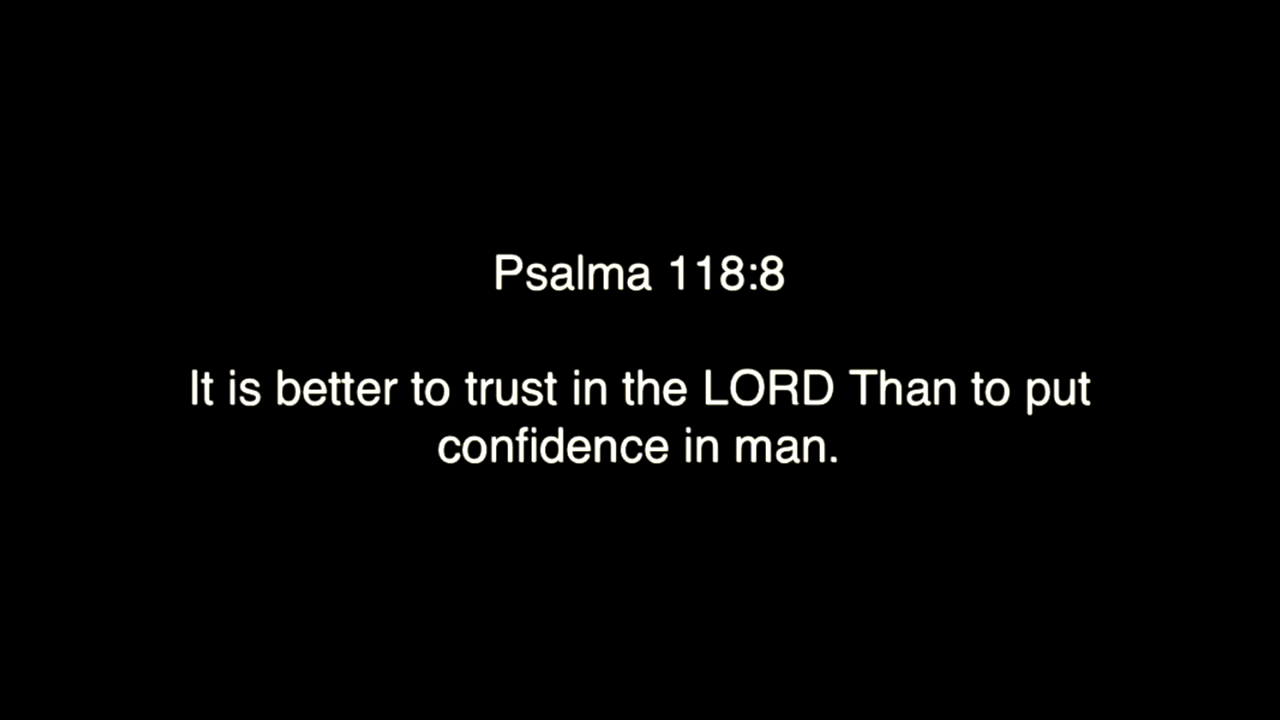 Psalma 118:8
It is better to trust in the LORD Than to put
confidence in man.